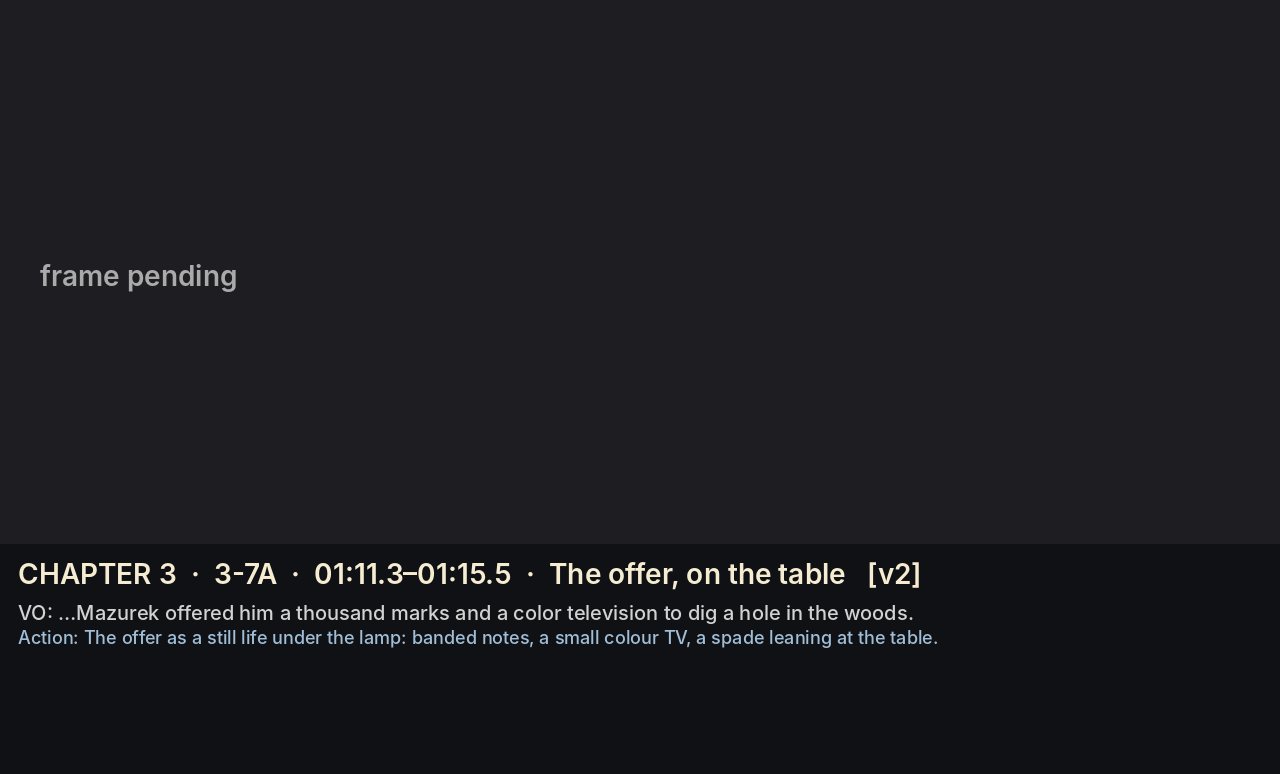 frame pending
CHAPTER 3 · 3-7A · 01:11.3–01:15.5 · The offer, on the table [v2]
VO: ...Mazurek offered him a thousand marks and a color television to dig a hole in the woods.
Action: The offer as a still life under the lamp: banded notes, a small colour TV, a spade leaning at the table.